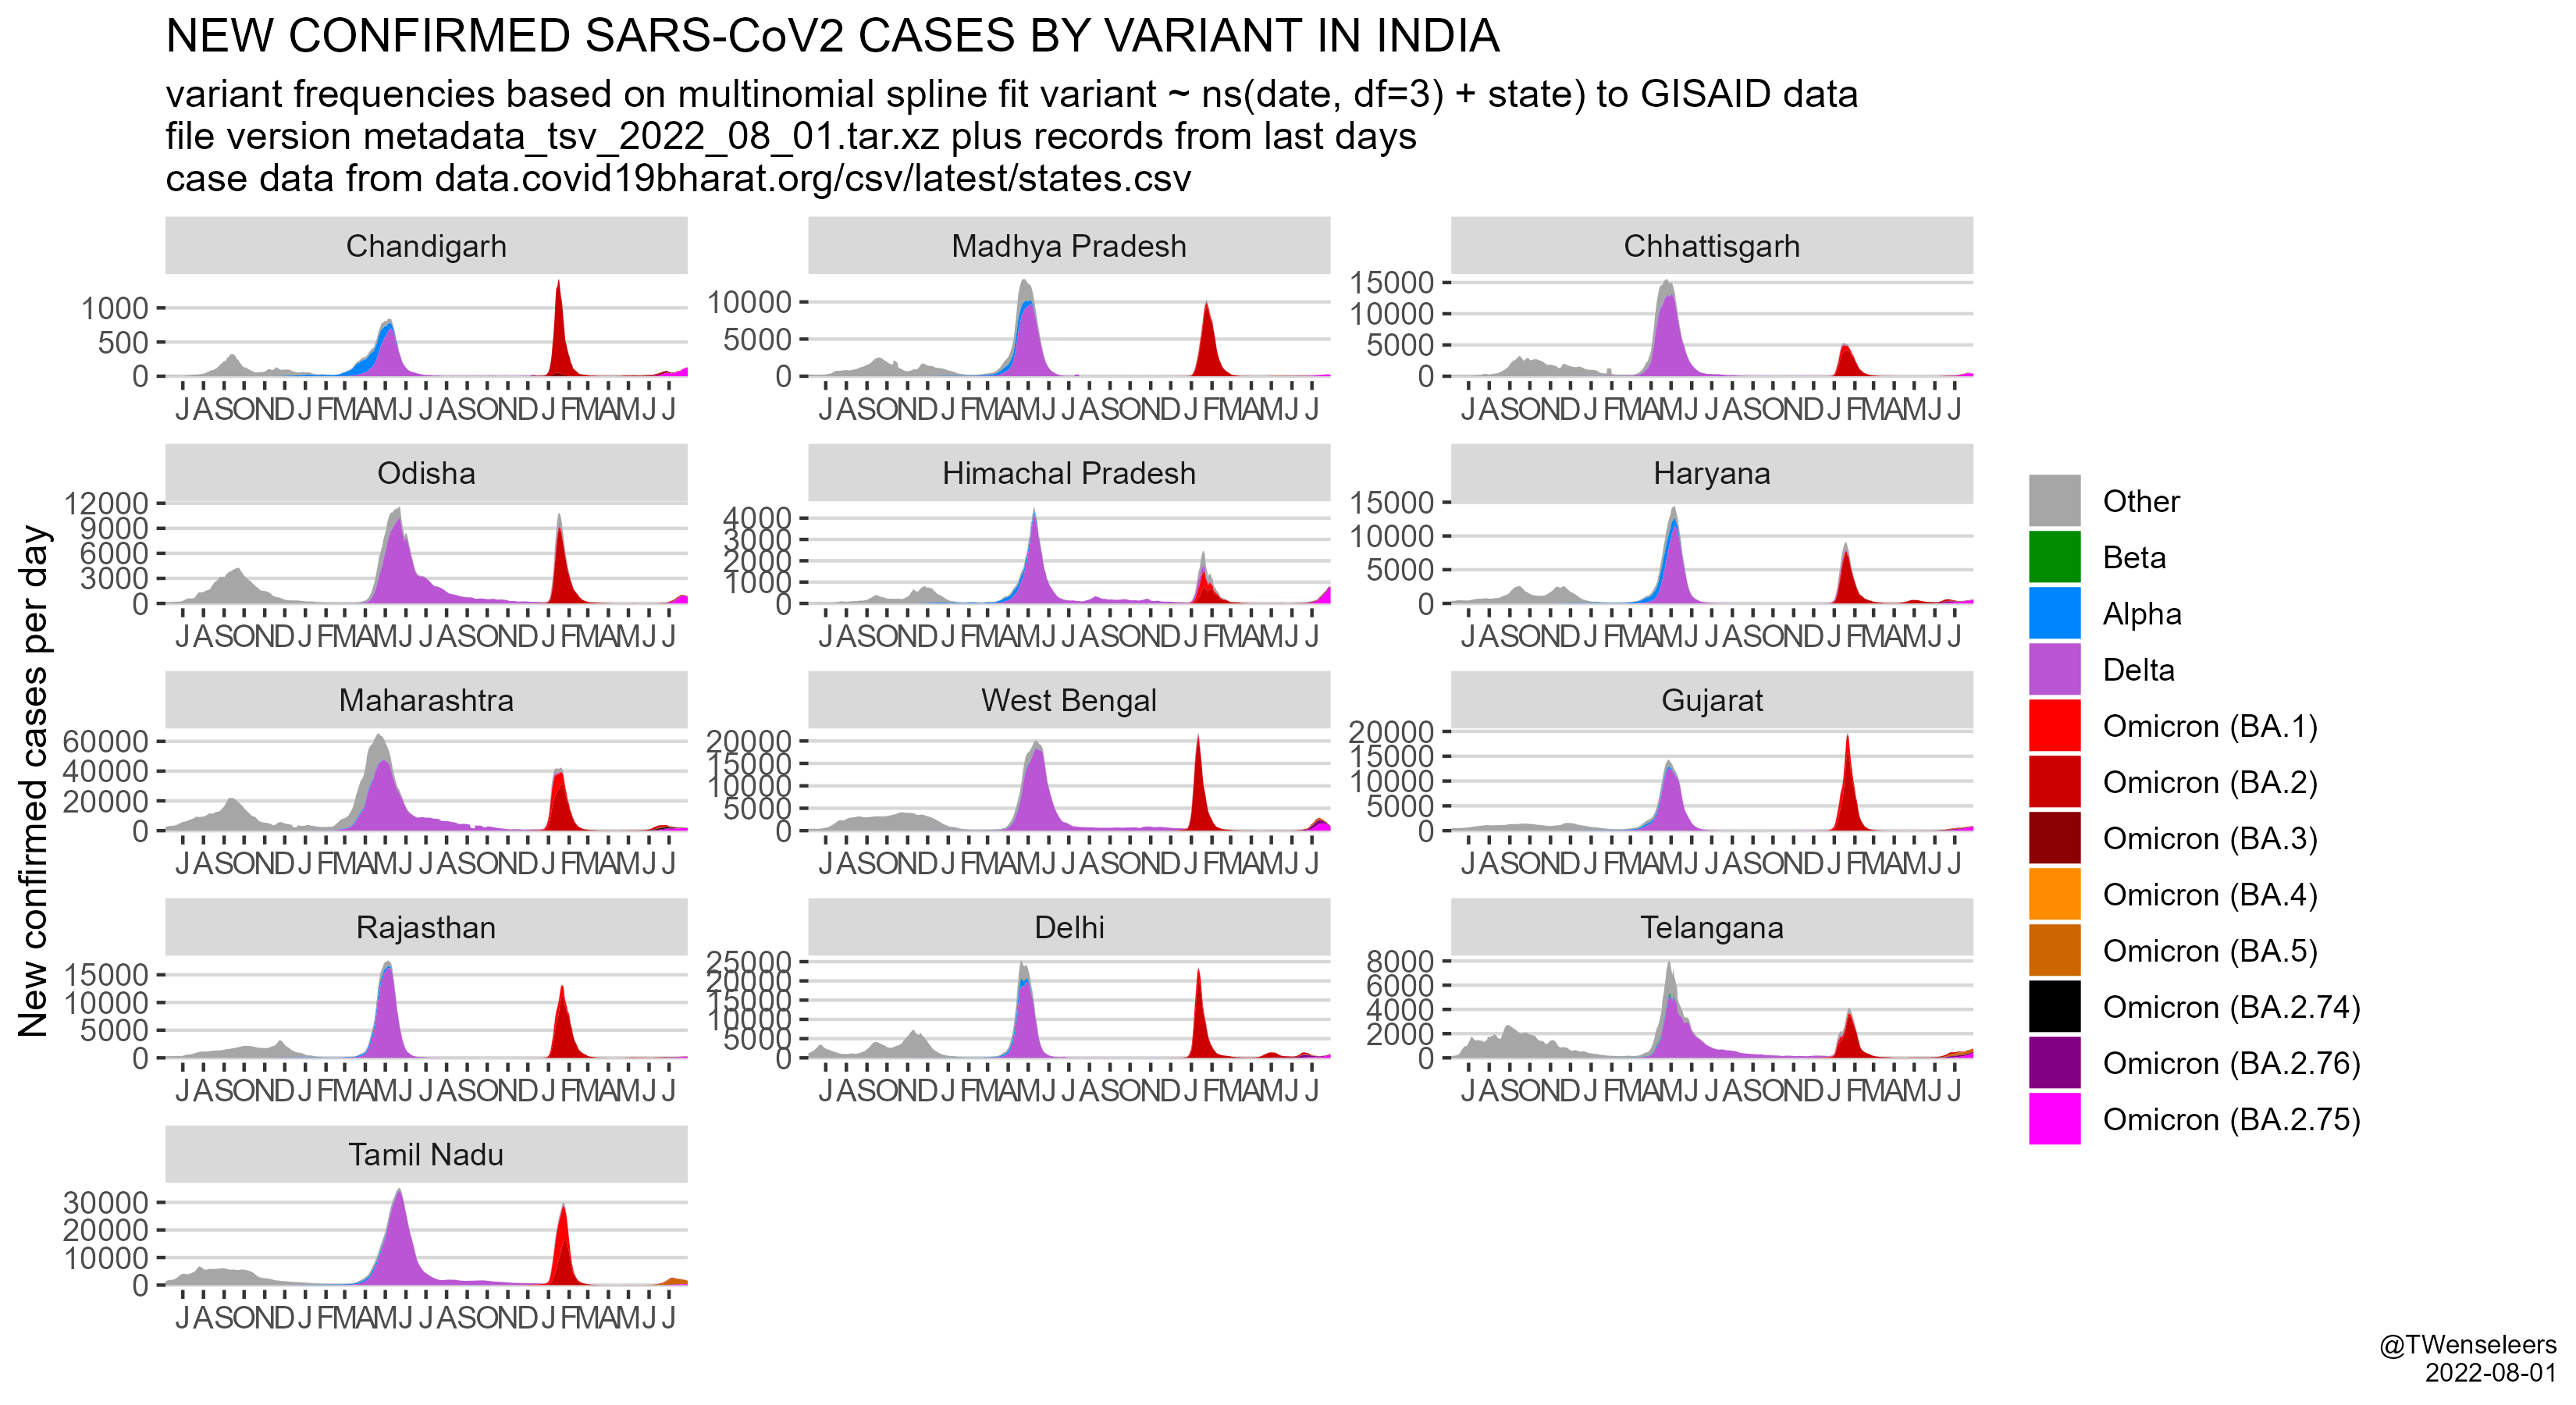 NEW CONFIRMED SARS-CoV2 CASES BY VARIANT IN INDIA
variant frequencies based on multinomial spline fit variant ~ ns(date, df=3) + state) to GISAID data
file version metadata_tsv_2022_08_01.tar.xz plus records from last days
case data from data.covid19bharat.org/csv/latest/states.csv
New confirmed cases per day
Chandigarh
1000
500
0
J A S O N D J F M A M J J A S O N D J F M A M J J
Madhya Pradesh
10000
5000
0
J A S O N D J F M A M J J A S O N D J F M A M J J
Chhattisgarh
15000
10000
5000
0
J A S O N D J F M A M J J A S O N D J F M A M J J
Odisha
12000
9000
6000
3000
0
J A S O N D J F M A M J J A S O N D J F M A M J J
Himachal Pradesh
4000
3000
2000
1000
0
J A S O N D J F M A M J J A S O N D J F M A M J J
Haryana
15000
10000
5000
0
J A S O N D J F M A M J J A S O N D J F M A M J J
Maharashtra
60000
40000
20000
0
J A S O N D J F M A M J J A S O N D J F M A M J J
West Bengal
20000
15000
10000
5000
0
J A S O N D J F M A M J J A S O N D J F M A M J J
Gujarat
20000
15000
10000
5000
0
J A S O N D J F M A M J J A S O N D J F M A M J J
Rajasthan
15000
10000
5000
0
J A S O N D J F M A M J J A S O N D J F M A M J J
Delhi
25000
20000
15000
10000
5000
0
J A S O N D J F M A M J J A S O N D J F M A M J J
Telangana
8000
6000
4000
2000
0
J A S O N D J F M A M J J A S O N D J F M A M J J
Tamil Nadu
30000
20000
10000
0
J A S O N D J F M A M J J A S O N D J F M A M J J
Other
Beta
Alpha
Delta
Omicron (BA.1)
Omicron (BA.2)
Omicron (BA.3)
Omicron (BA.4)
Omicron (BA.5)
Omicron (BA.2.74)
Omicron (BA.2.76)
Omicron (BA.2.75)
@TWenseleers
2022-08-01